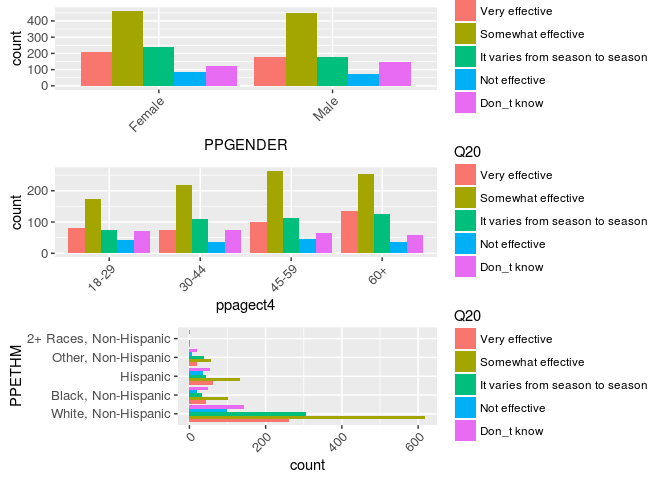 400
300
200
100
0
count
Female
Male
PPGENDER
Very effective
Somewhat effective
It varies from season to season
Not effective
Don_t know
200
100
0
count
18-29
30-44
45-59
60+
ppagect4
Q20
Very effective
Somewhat effective
It varies from season to season
Not effective
Don_t know
PPETHM
2+ Races, Non-Hispanic
Other, Non-Hispanic
Hispanic
Black, Non-Hispanic
White, Non-Hispanic
0
200
400
600
count
Q20
Very effective
Somewhat effective
It varies from season to season
Not effective
Don_t know